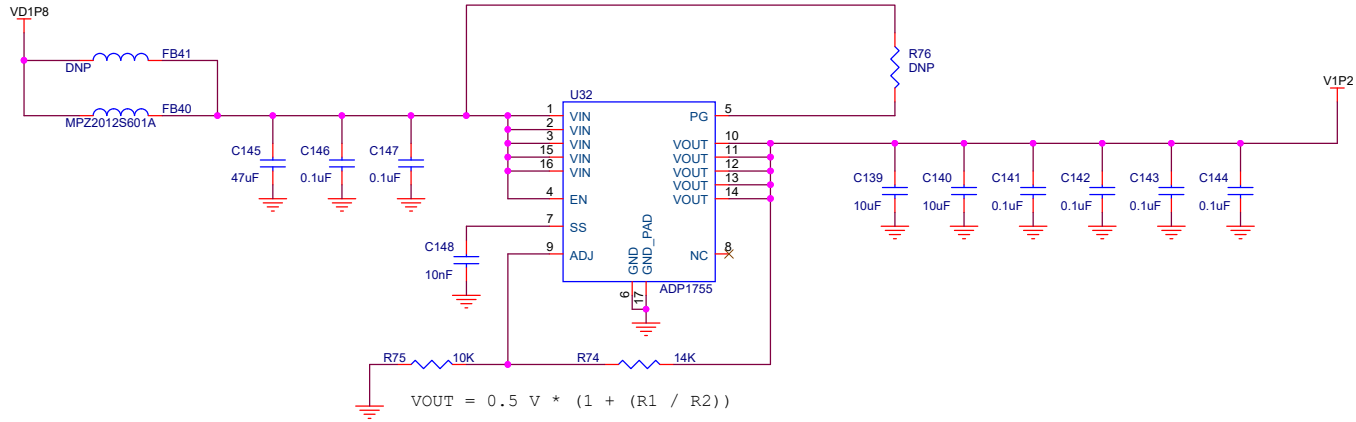 VD1P8
FB41
DNP
FB40
MPZ2012S601A
R76
DNP
V1P2
U32
1 VIN
2 VIN
3 VIN
15 VIN
16 VIN
4 EN
7 SS
9 ADJ
PG 5
VOUT 10
VOUT 11
VOUT 12
VOUT 13
VOUT 14
NC 8
GND 6
GND_PAD 17
ADP1755
C145
47uF
C146
0.1uF
C147
0.1uF
C148
10nF
C139
10uF
C140
10uF
C141
0.1uF
C142
0.1uF
C143
0.1uF
C144
0.1uF
R75 10K
R74 14K
VOUT = 0.5 V * (1 + (R1 / R2))